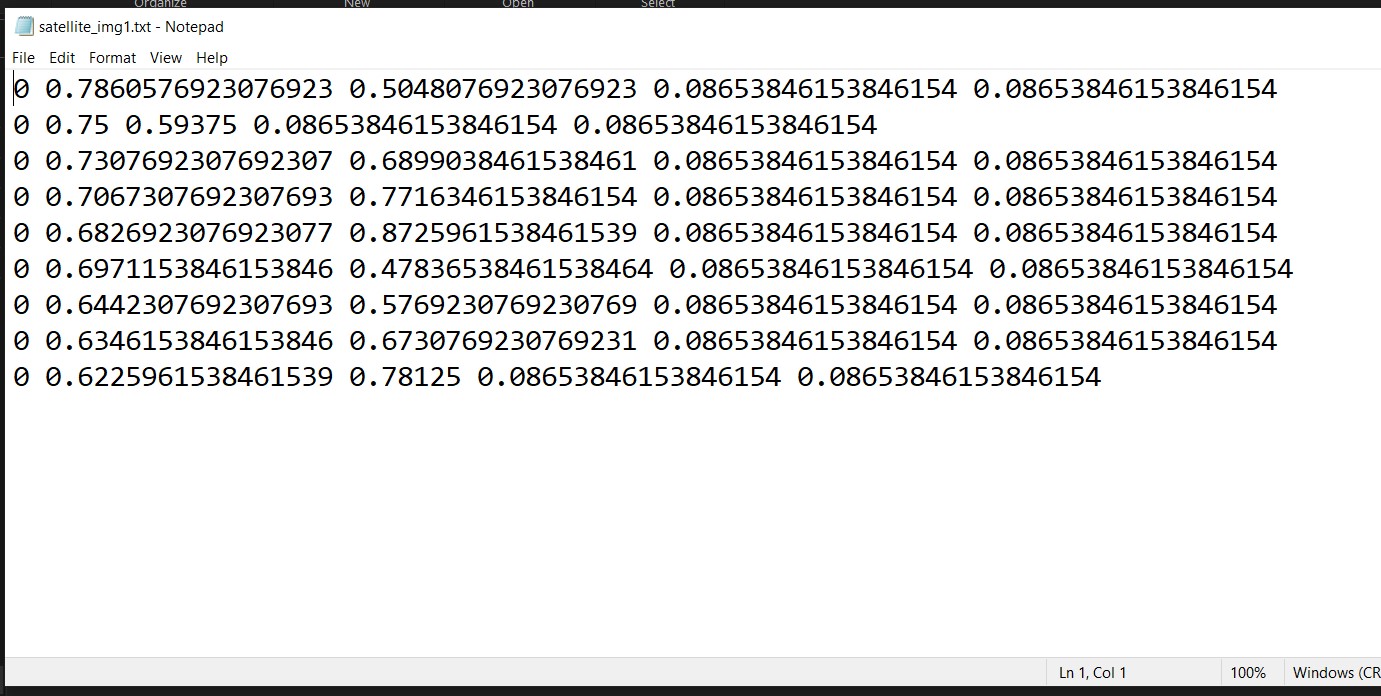 Organize New Open Select
satellite_img1.txt - Notepad
File Edit Format View Help
0 0.7860576923076923 0.5048076923076923 0.08653846153846154 0.08653846153846154
0 0.75 0.59375 0.08653846153846154 0.08653846153846154
0 0.7307692307692307 0.6899038461538461 0.08653846153846154 0.08653846153846154
0 0.7067307692307693 0.7716346153846154 0.08653846153846154 0.08653846153846154
0 0.6826923076923077 0.8725961538461539 0.08653846153846154 0.08653846153846154
0 0.6971153846153846 0.47836538461538464 0.08653846153846154 0.08653846153846154
0 0.6442307692307693 0.5769230769230769 0.08653846153846154 0.08653846153846154
0 0.6346153846153846 0.6730769230769231 0.08653846153846154 0.08653846153846154
0 0.6225961538461539 0.78125 0.08653846153846154 0.08653846153846154
Ln 1, Col 1 100% Windows (CR